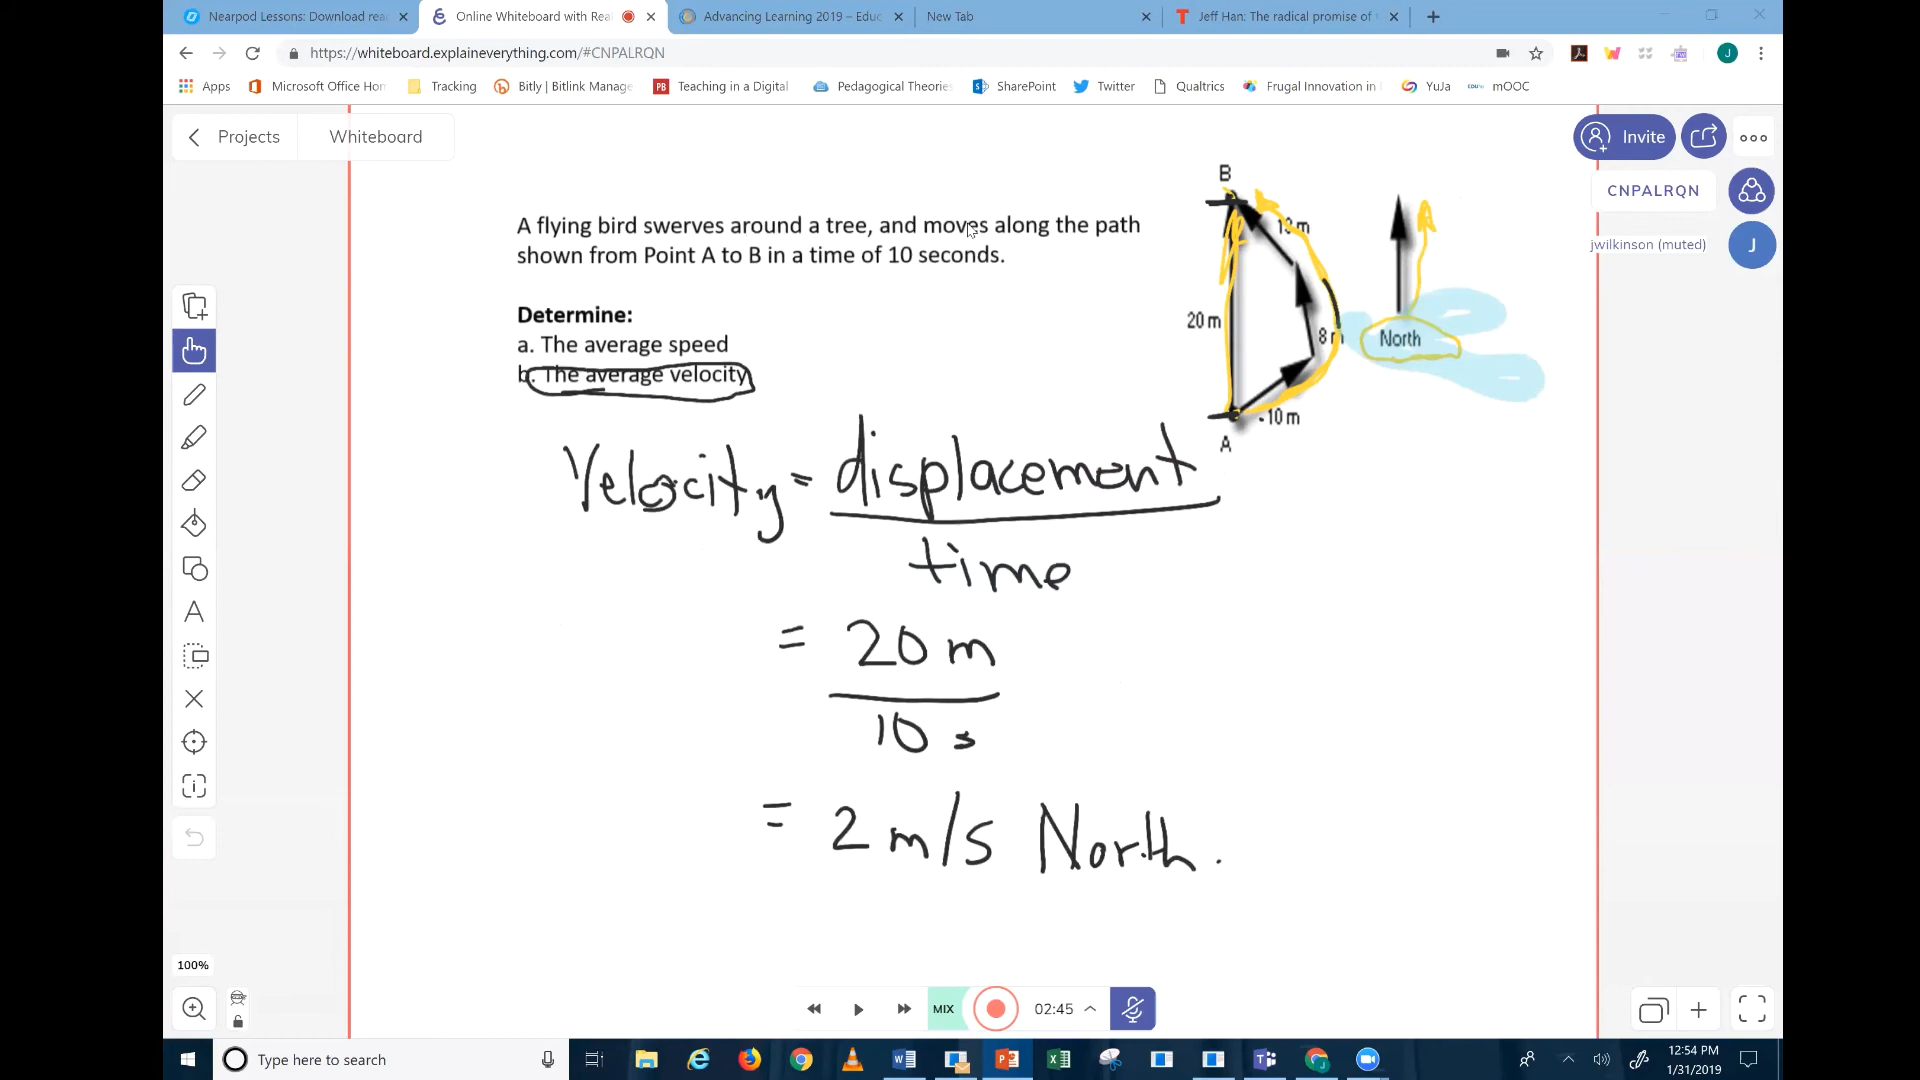 Nearpod Lessons: Download rea
Online Whiteboard with Rea
Advancing Learning 2019 – Educ
New Tab
Jeff Han: The radical promise of
https://whiteboard.explaineverything.com/#CNPALRQN
J
Apps
Microsoft Office Hon
Tracking
Bitly | Bitlink Manage
PB
Teaching in a Digital
Pedagogical Theories
SharePoint
Twitter
Qualtrics
Frugal Innovation in
YuJa
mOOC
Projects
Whiteboard
Invite
CNPALRQN
jwilkinson (muted)
J
A flying bird swerves around a tree, and moves along the path
shown from Point A to B in a time of 10 seconds.
Determine:
a. The average speed
b. The average velocity
B
20 m
8 m
10 m
A
North
Velocity = displacement
time
= 20 m
10 s
= 2 m/s North.
100%
MIX
02:45
Type here to search
12:54 PM
1/31/2019